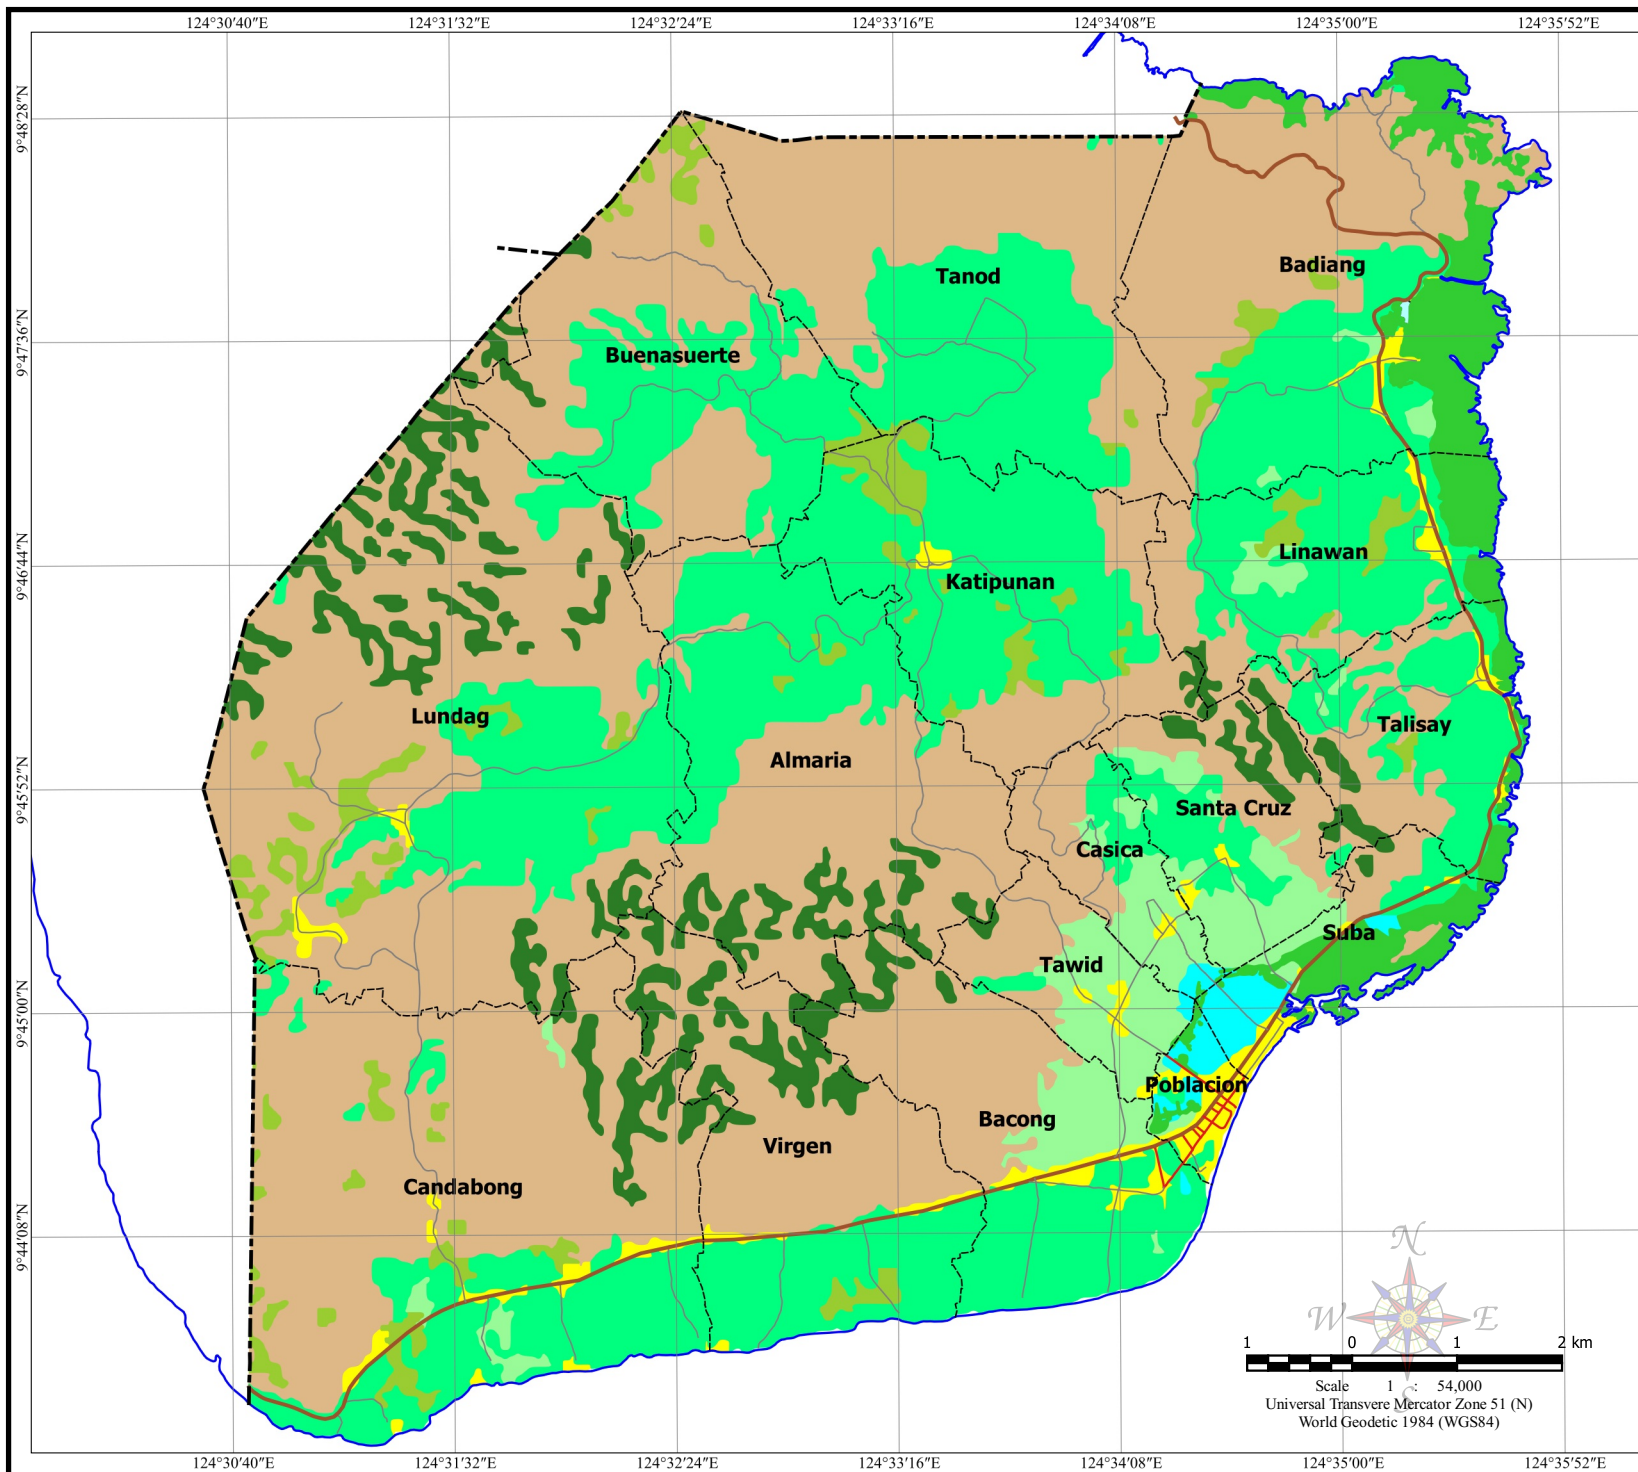 124°30′40″E 124°31′32″E 124°32′24″E 124°33′16″E 124°34′08″E 124°35′00″E 124°35′52″E
9°48′28″N
9°47′36″N
9°46′44″N
9°45′52″N
9°45′00″N
9°44′08″N
Tanod
Badiang
Buenasuerte
Linawan
Katipunan
Lundag
Talisay
Almaria
Santa Cruz
Casica
Suba
Tawid
Poblacion
Bacong
Virgen
Candabong
N
W E
S
1 0 1 2 km
Scale 1 : 54,000
Universal Transvere Mercator Zone 51 (N)
World Geodetic 1984 (WGS84)
124°30′40″E 124°31′32″E 124°32′24″E 124°33′16″E 124°34′08″E 124°35′00″E 124°35′52″E